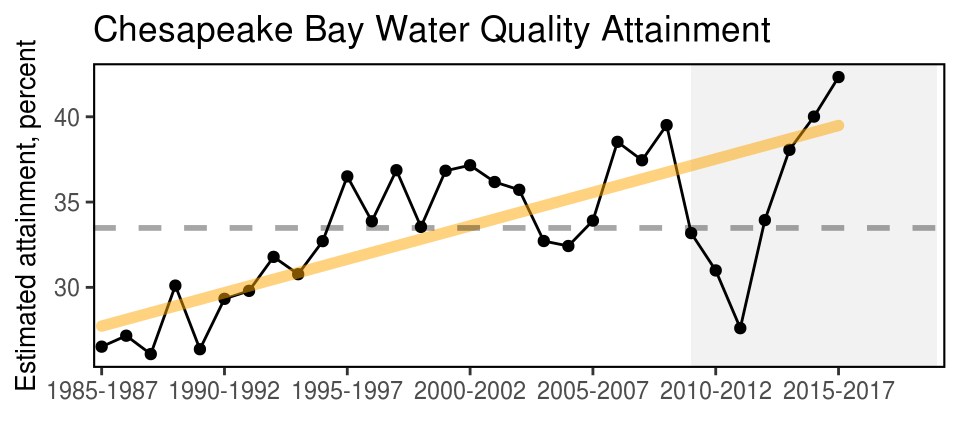 Chesapeake Bay Water Quality Attainment
Estimated attainment, percent
40
35
30
1985-1987 1990-1992 1995-1997 2000-2002 2005-2007 2010-2012 2015-2017